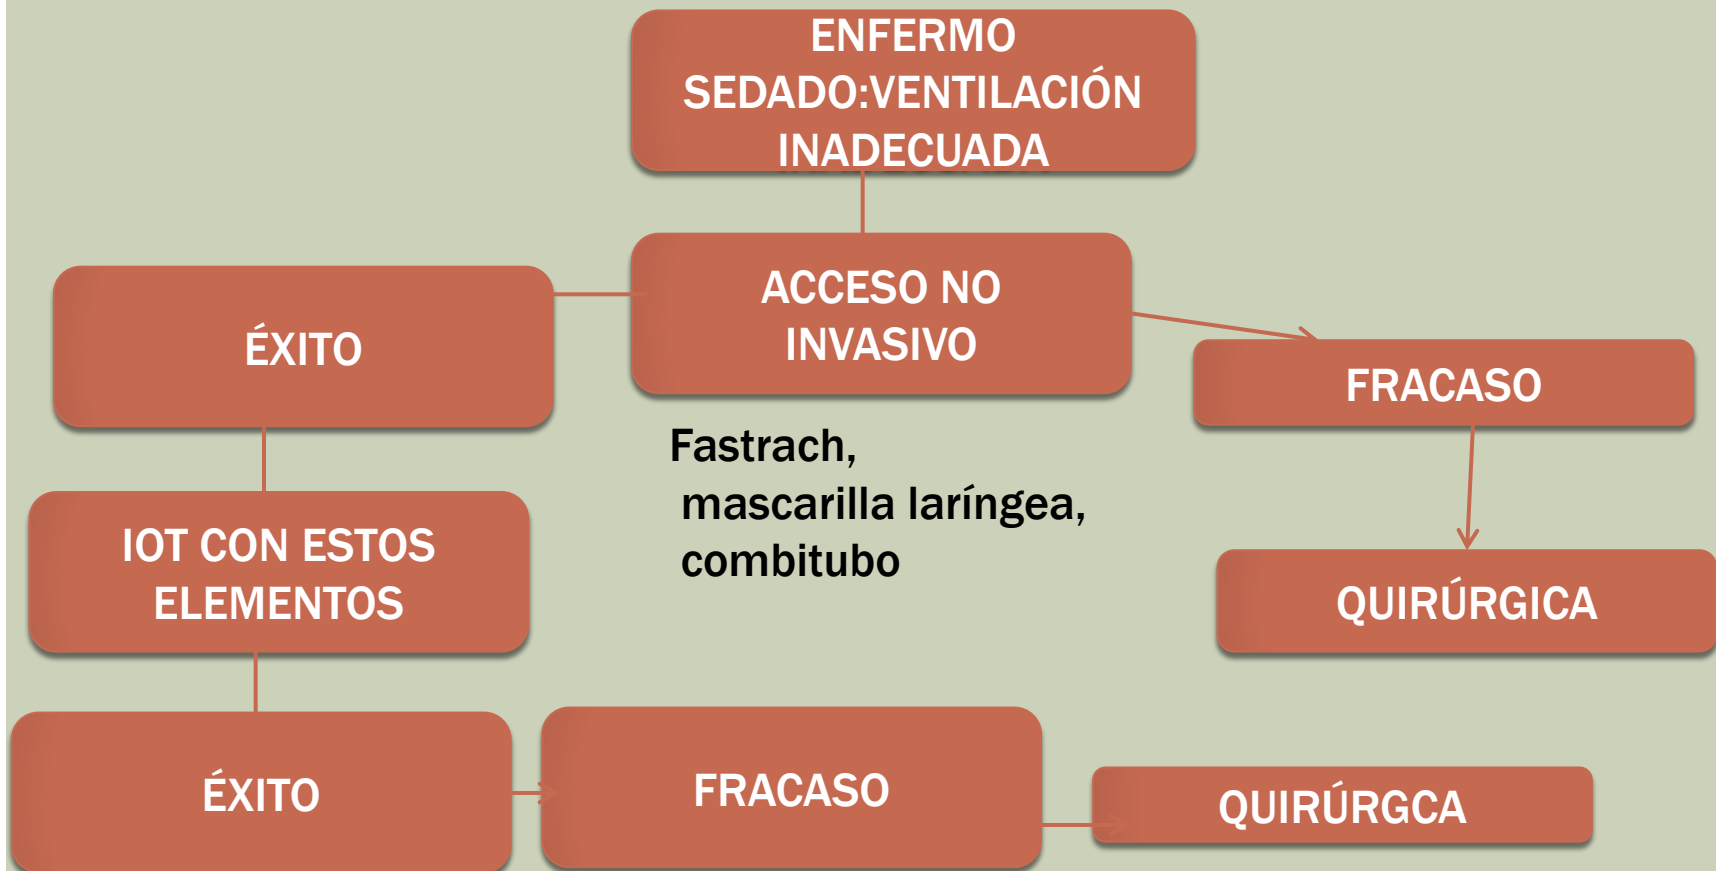 ENFERMO
SEDADO:VENTILACIÓN
INADECUADA
ACCESO NO
INVASIVO
ÉXITO
FRACASO
Fastrach,
mascarilla laríngea,
combitubo
IOT CON ESTOS
ELEMENTOS
QUIRÚRGICA
ÉXITO
FRACASO
QUIRÚRGCA